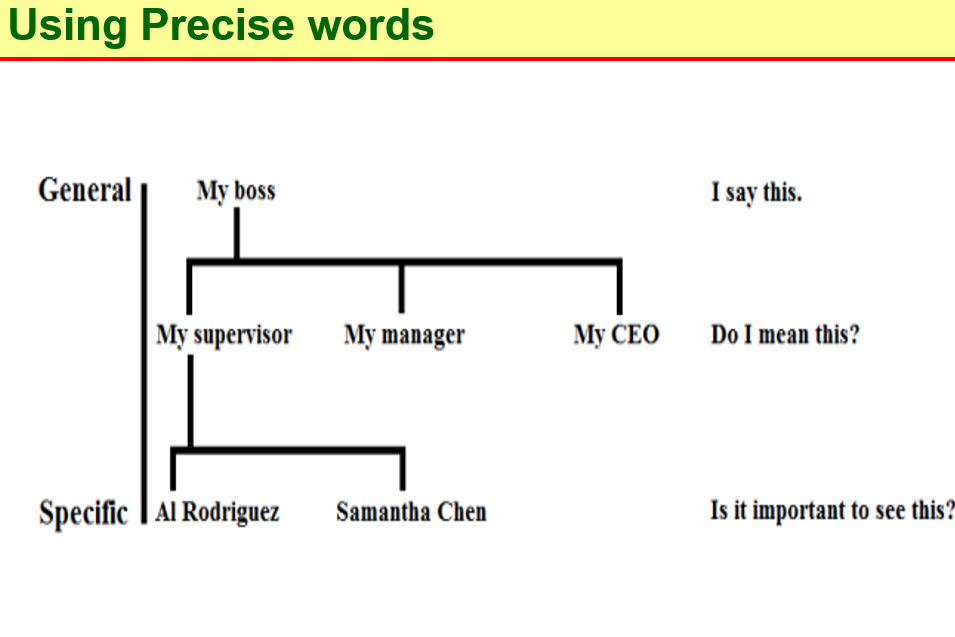 Using Precise words
General My boss I say this.
My supervisor My manager My CEO Do I mean this?
Specific Al Rodriguez Samantha Chen Is it important to see this?